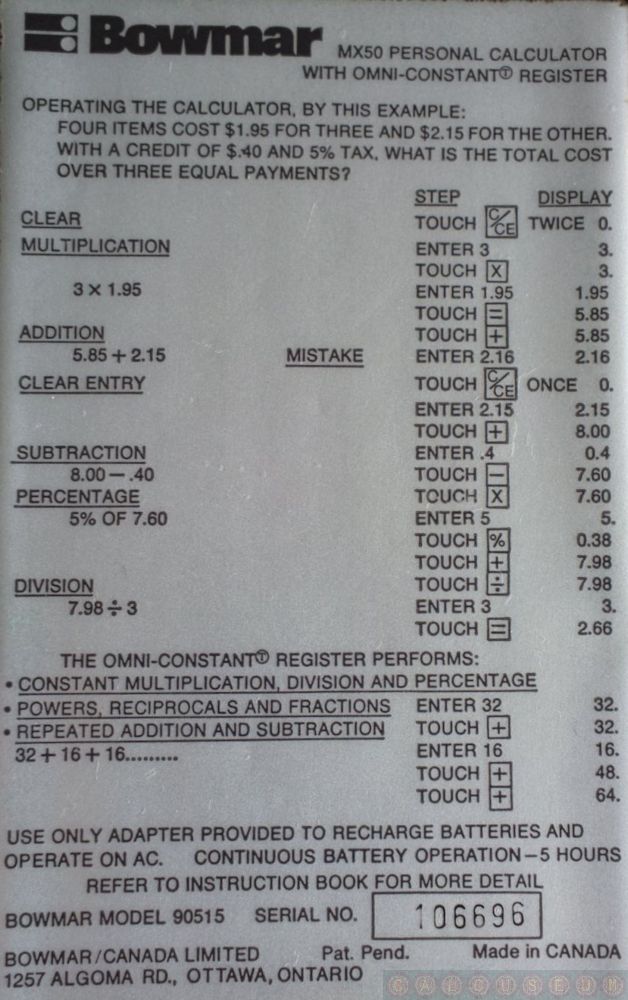 Bowmar
MX50 PERSONAL CALCULATOR
WITH OMNI-CONSTANTⓉ REGISTER
OPERATING THE CALCULATOR, BY THIS EXAMPLE:
FOUR ITEMS COST $1.95 FOR THREE AND $2.15 FOR THE OTHER.
WITH A CREDIT OF $.40 AND 5% TAX, WHAT IS THE TOTAL COST
OVER THREE EQUAL PAYMENTS?
STEP DISPLAY
CLEAR TOUCH C/CE TWICE 0.
MULTIPLICATION ENTER 3 3.
TOUCH X 3.
3 × 1.95 ENTER 1.95 1.95
TOUCH = 5.85
ADDITION TOUCH + 5.85
5.85 + 2.15 MISTAKE ENTER 2.16 2.16
CLEAR ENTRY TOUCH C/CE ONCE 0.
ENTER 2.15 2.15
TOUCH + 8.00
SUBTRACTION ENTER .4 0.4
8.00 — .40 TOUCH − 7.60
PERCENTAGE TOUCH X 7.60
5% OF 7.60 ENTER 5 5.
TOUCH % 0.38
TOUCH + 7.98
DIVISION TOUCH ÷ 7.98
7.98 ÷ 3 ENTER 3 3.
TOUCH = 2.66
THE OMNI-CONSTANTⓉ REGISTER PERFORMS:
• CONSTANT MULTIPLICATION, DIVISION AND PERCENTAGE
• POWERS, RECIPROCALS AND FRACTIONS ENTER 32 32.
• REPEATED ADDITION AND SUBTRACTION TOUCH + 32.
32 + 16 + 16......... ENTER 16 16.
TOUCH + 48.
TOUCH + 64.
USE ONLY ADAPTER PROVIDED TO RECHARGE BATTERIES AND
OPERATE ON AC. CONTINUOUS BATTERY OPERATION – 5 HOURS
REFER TO INSTRUCTION BOOK FOR MORE DETAIL
BOWMAR MODEL 90515 SERIAL NO. 106696
BOWMAR/CANADA LIMITED Pat. Pend. Made in CANADA
1257 ALGOMA RD., OTTAWA, ONTARIO
CALCUSEUM